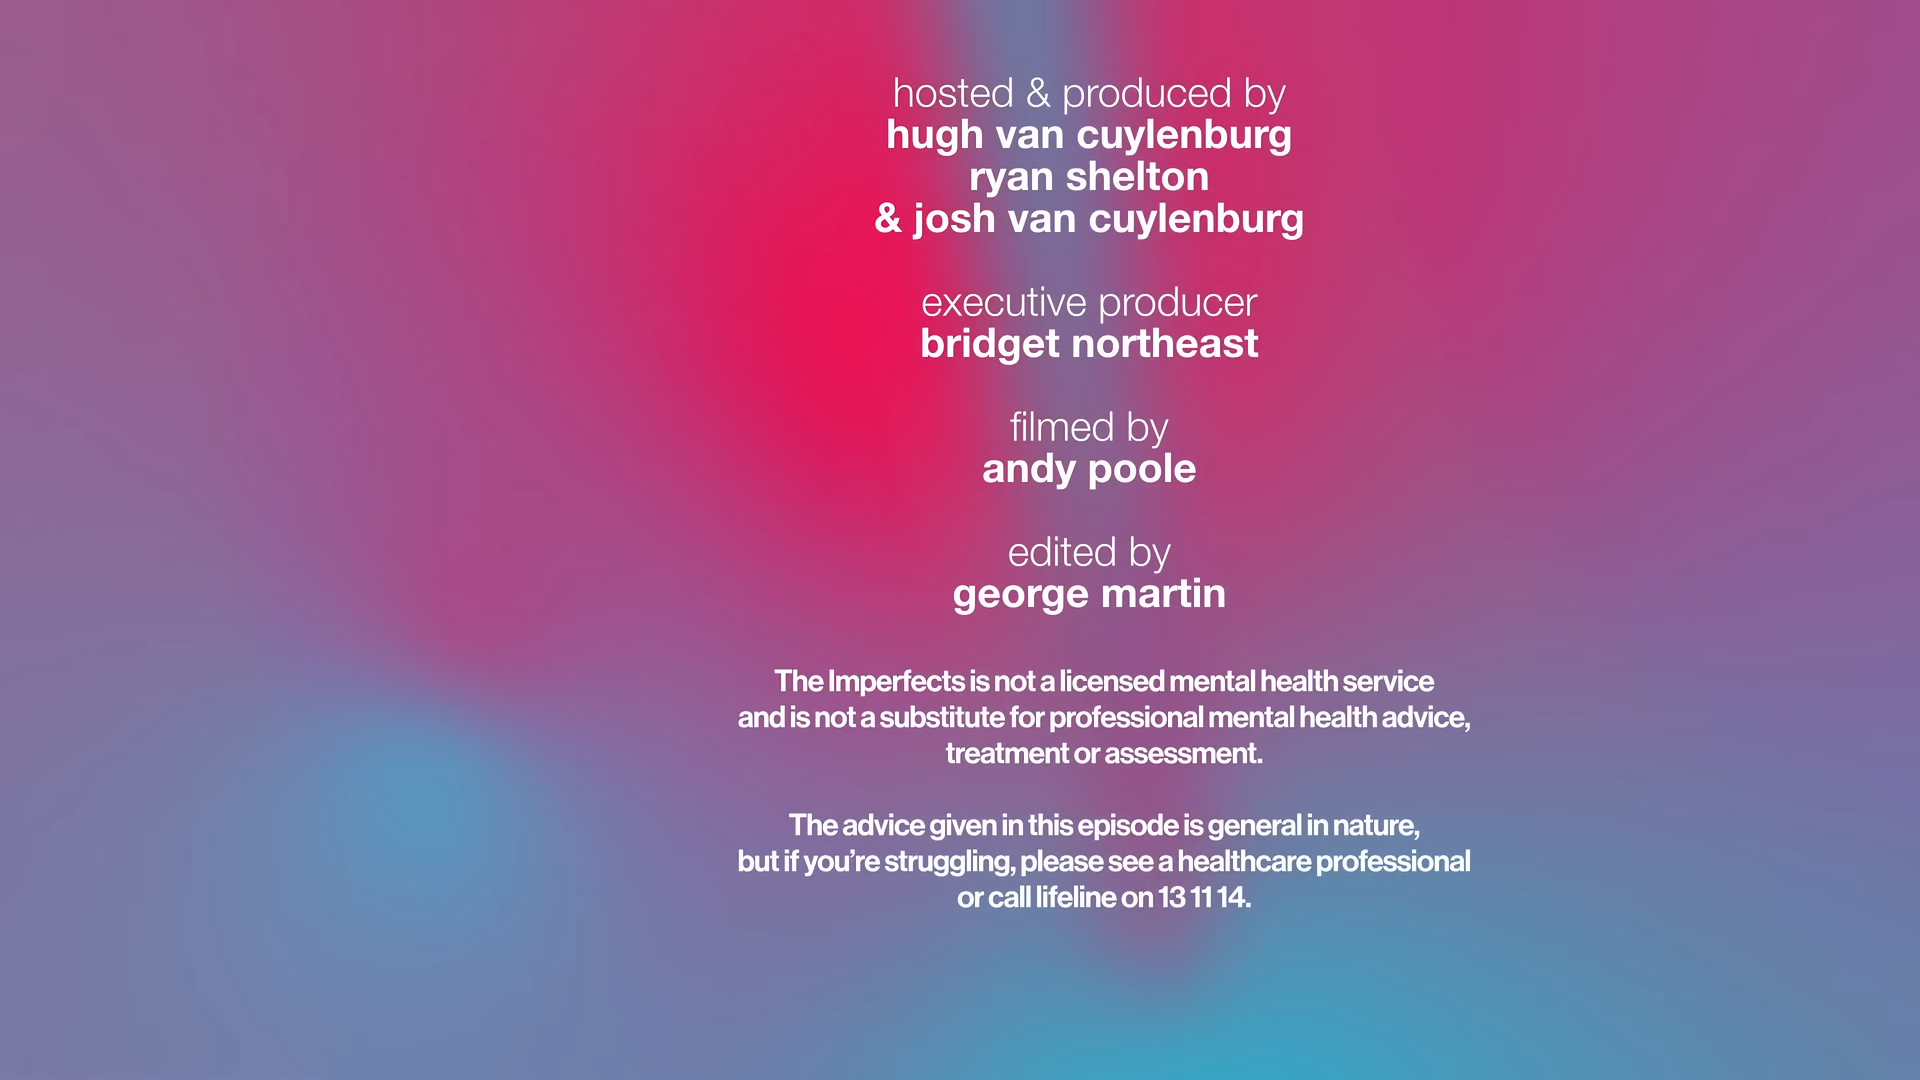 hosted & produced by
hugh van cuylenburg
ryan shelton
& josh van cuylenburg
executive producer
bridget northeast
filmed by
andy poole
edited by
george martin
The Imperfects is not a licensed mental health service
and is not a substitute for professional mental health advice,
treatment or assessment.
The advice given in this episode is general in nature,
but if you’re struggling, please see a healthcare professional
or call lifeline on 13 11 14.